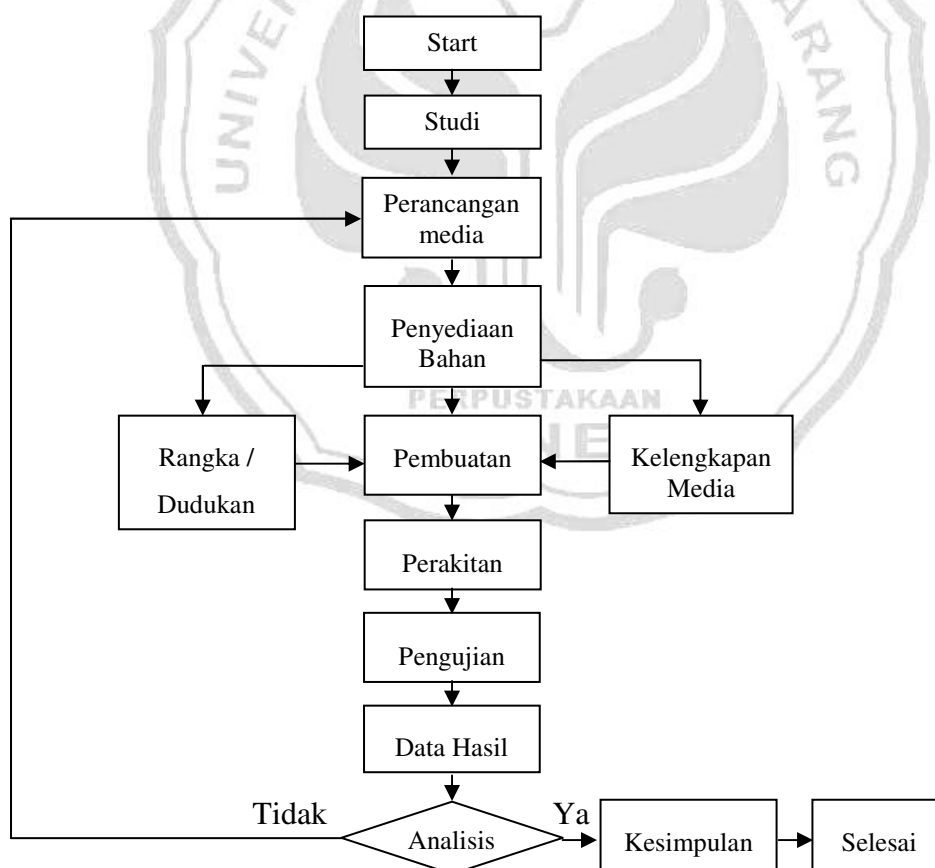 Start
Studi
Perancangan
media
Penyediaan
Bahan
Rangka /
Dudukan
Pembuatan
Kelengkapan
Media
Perakitan
Pengujian
Data Hasil
Tidak
Analisis
Ya
Kesimpulan
Selesai
PERPUSTAKAAN